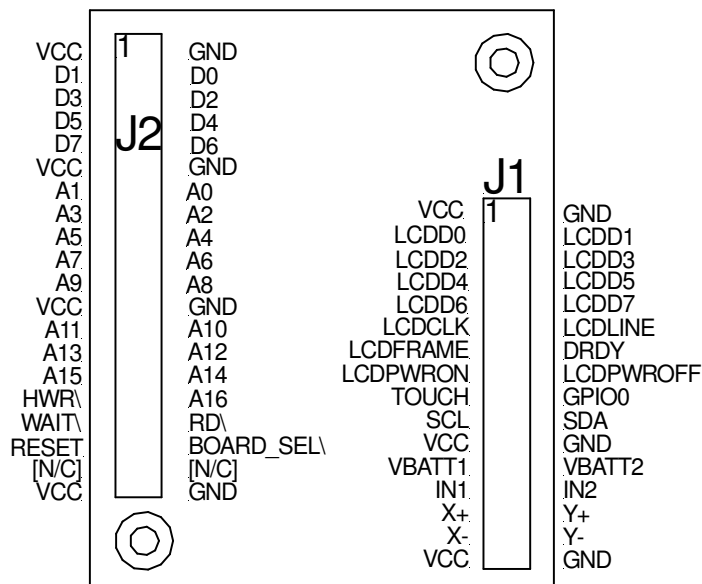 VCC 1 GND
D1 D0
D3 D2
D5 D4
J2
D7 D6
VCC GND
A1 A0
A3 A2
A5 A4
A7 A6
A9 A8
VCC GND
A11 A10
A13 A12
A15 A14
HWR\ A16
WAIT\ RD\
RESET BOARD_SEL\
[N/C] [N/C]
VCC GND
J1
VCC 1 GND
LCDD0 LCDD1
LCDD2 LCDD3
LCDD4 LCDD5
LCDD6 LCDD7
LCDCLK LCDLINE
LCDFRAME DRDY
LCDPWRON LCDPWROFF
TOUCH GPIO0
SCL SDA
VCC GND
VBATT1 VBATT2
IN1 IN2
X+ Y+
X- Y-
VCC GND